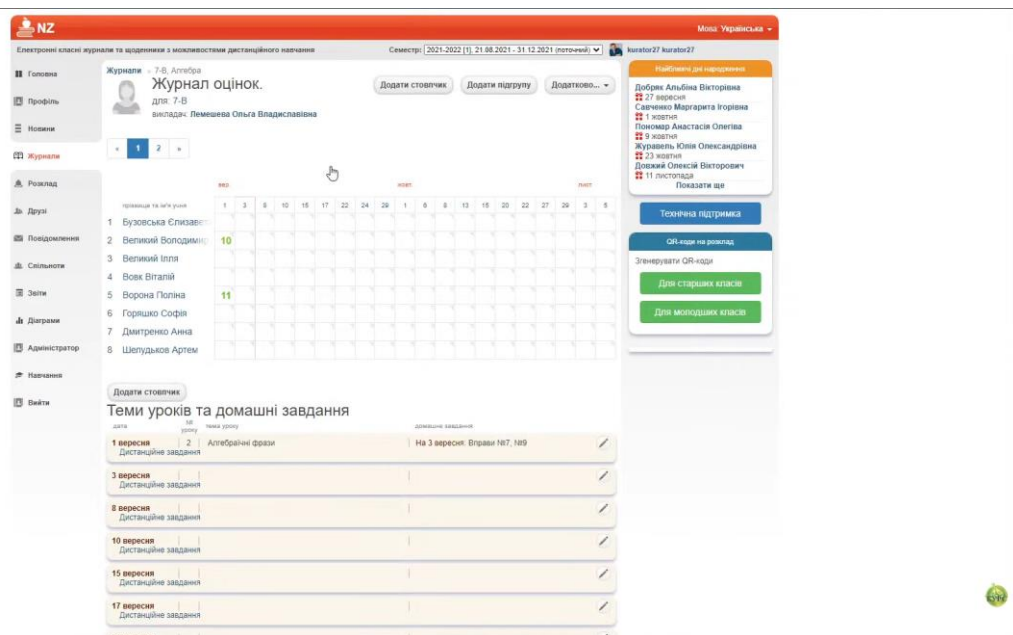 NZ
Мова: Українська
Електронні класні журнали та щоденники з можливостями дистанційного навчання
Семестр: 2021-2022 [1], 21.08.2021 - 31.12.2021 (поточний)
kurator27 kurator27
Головна
Профіль
Новини
Журнали
Розклад
Друзі
Повідомлення
Спільноти
Звіти
Діаграми
Адміністратор
Навчання
Вийти
Журнали » 7-В, Алгебра
Журнал оцінок.
для: 7-В
викладач: Лемешева Ольга Владиславівна
Додати стовпчик
Додати підгрупу
Додатково...
« 1 2 »
вер жовт лист
прізвище та ім'я учня 1 3 8 10 15 17 22 24 29 1 6 8 13 15 20 22 27 29 3 5
1 Бузовська Єлизавет
2 Великий Володими 10
3 Великий Ілля
4 Вовк Віталій
5 Ворона Поліна 11
6 Горяшко Софія
7 Дмитренко Анна
8 Шепудьков Артем
Додати стовпчик
Теми уроків та домашні завдання
дата № уроку тема уроку домашнє завдання
1 вересня 2 Алгебраїчні фрази На 3 вересня: Вправи №7, №9
Дистанційне завдання
3 вересня
Дистанційне завдання
8 вересня
Дистанційне завдання
10 вересня
Дистанційне завдання
15 вересня
Дистанційне завдання
17 вересня
Дистанційне завдання
Найближчі дні народження
Добряк Альбіна Вікторівна
27 вересня
Савченко Маргарита Ігорівна
1 жовтня
Пономар Анастасія Олегіва
9 жовтня
Журавель Юлія Олександрівна
23 жовтня
Довжий Олексій Вікторович
11 листопада
Показати ще
Технічна підтримка
QR-коди на розклад
Згенерувати QR-коди
Для старших класів
Для молодших класів